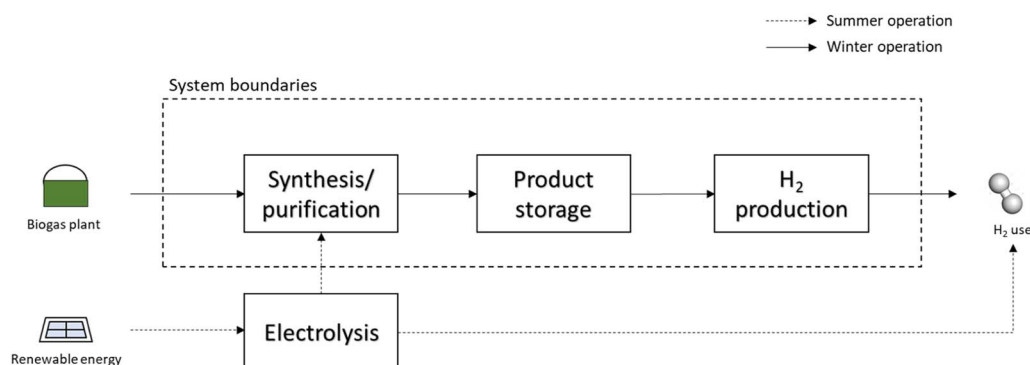 Summer operation
Winter operation
System boundaries
Synthesis/
purification
Product
storage
H₂
production
Biogas plant
H₂ use
Electrolysis
Renewable energy